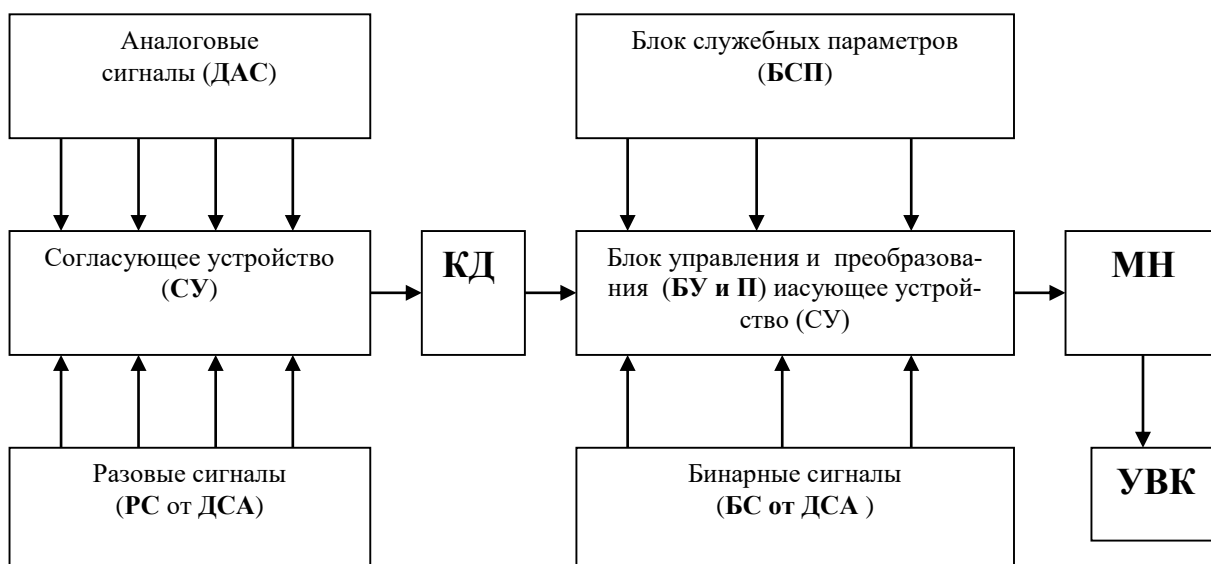 Аналоговые
сигналы (ДАС)
Блок служебных параметров
(БСП)
Согласующее устройство
(СУ)
КД
Блок управления и преобразова-
ния (БУ и П) иасующее устрой-
ство (СУ)
МН
Разовые сигналы
(РС от ДСА)
Бинарные сигналы
(БС от ДСА )
УВК